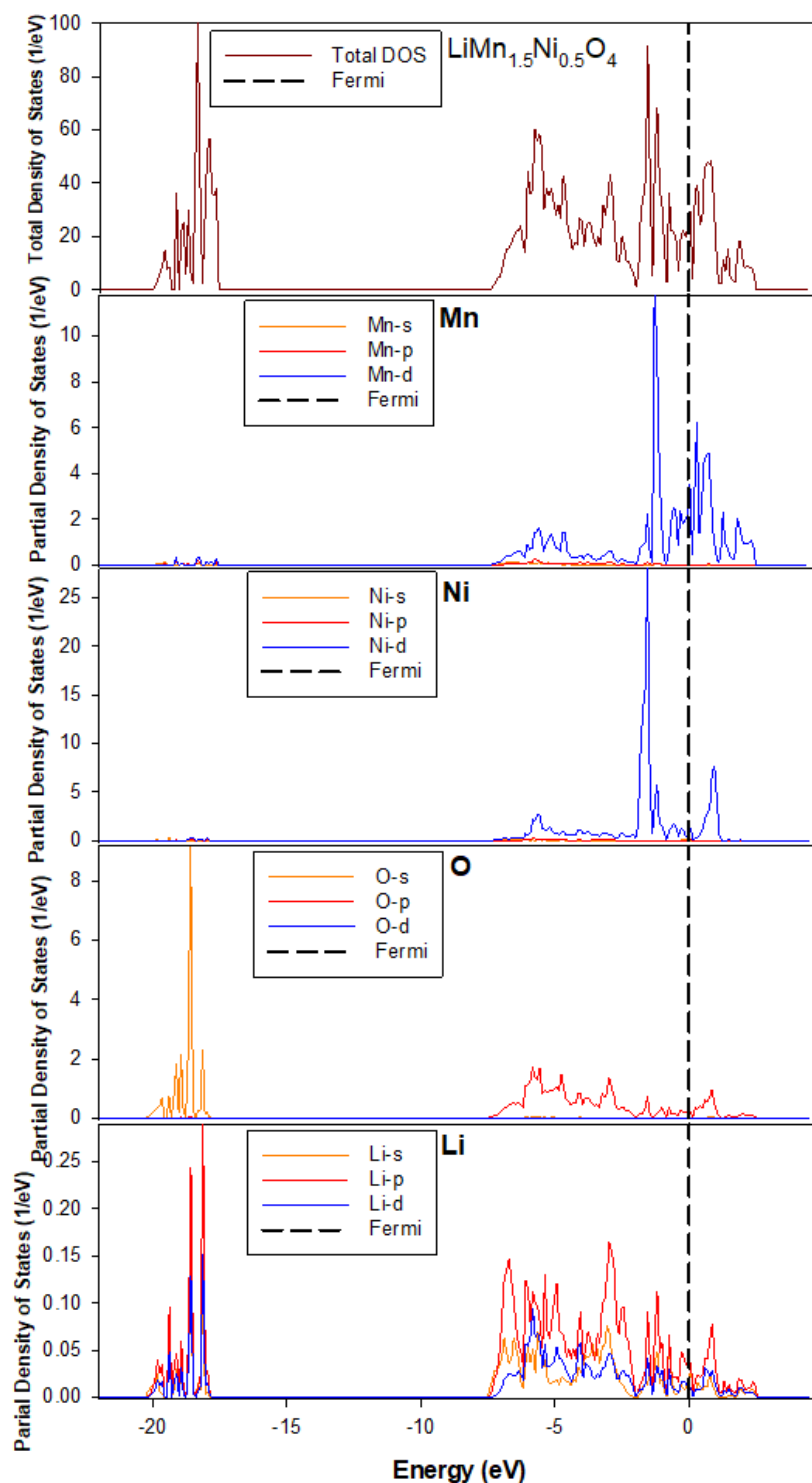 100
80
60
40
20
0
Total Density of States (1/eV)
Total DOS
Fermi
LiMn1.5Ni0.5O4
10
8
6
4
2
0
Partial Density of States (1/eV)
Mn-s
Mn-p
Mn-d
Fermi
Mn
25
20
15
10
5
0
Partial Density of States (1/eV)
Ni-s
Ni-p
Ni-d
Fermi
Ni
8
6
4
2
0
Partial Density of States (1/eV)
O-s
O-p
O-d
Fermi
O
0.25
0.20
0.15
0.10
0.05
0.00
Parial Density of States (1/eV)
Li-s
Li-p
Li-d
Fermi
Li
-20
-15
-10
-5
0
Energy (eV)